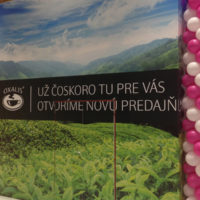 OXALIS
UŽ ČOSKORO TU PRE VÁS
OTVORÍME NOVÚ PREDAJŇ